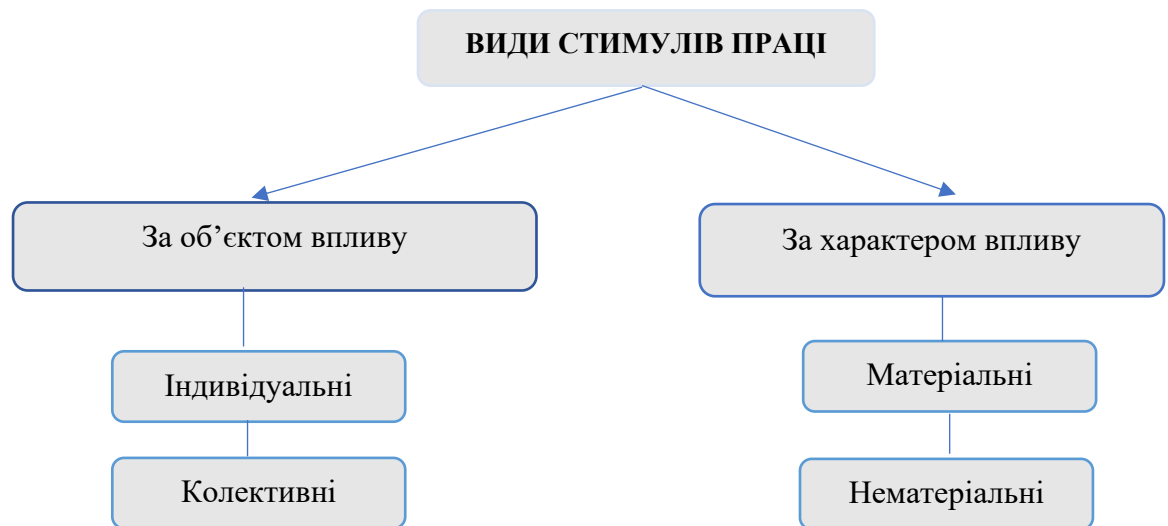 ВИДИ СТИМУЛІВ ПРАЦІ
За об’єктом впливу
За характером впливу
Індивідуальні
Матеріальні
Колективні
Нематеріальні